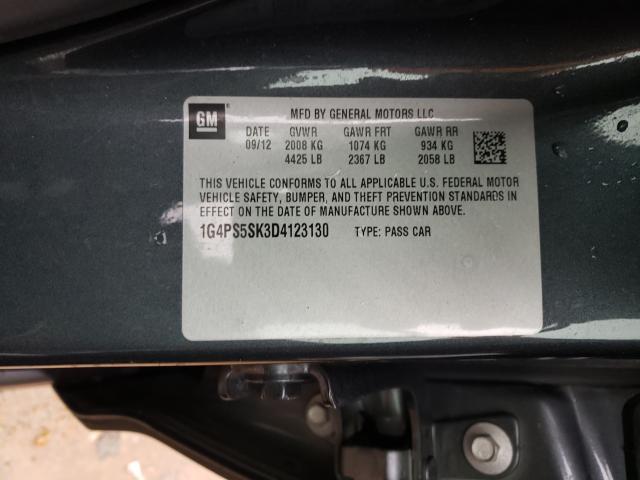 GM
MFD BY GENERAL MOTORS LLC
DATE GVWR GAWR FRT GAWR RR
09/12 2008 KG 1074 KG 934 KG
4425 LB 2367 LB 2058 LB
THIS VEHICLE CONFORMS TO ALL APPLICABLE U.S. FEDERAL MOTOR
VEHICLE SAFETY, BUMPER, AND THEFT PREVENTION STANDARDS IN
EFFECT ON THE DATE OF MANUFACTURE SHOWN ABOVE.
1G4PS5SK3D4123130 TYPE: PASS CAR